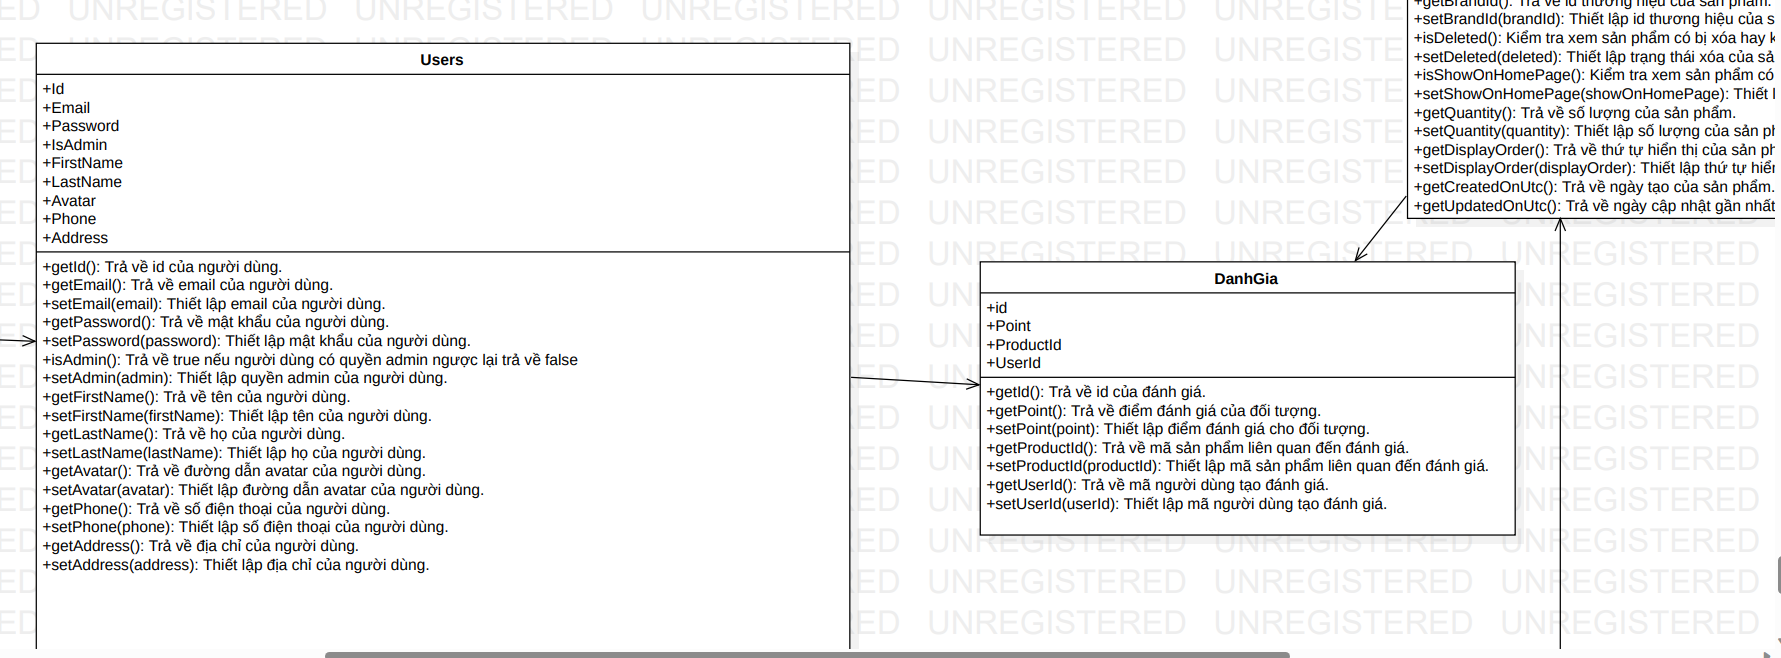 Users
+Id
+Email
+Password
+IsAdmin
+FirstName
+LastName
+Avatar
+Phone
+Address
+getId(): Trả về id của người dùng.
+getEmail(): Trả về email của người dùng.
+setEmail(email): Thiết lập email của người dùng.
+getPassword(): Trả về mật khẩu của người dùng.
+setPassword(password): Thiết lập mật khẩu của người dùng.
+isAdmin(): Trả về true nếu người dùng có quyền admin ngược lại trả về false
+setAdmin(admin): Thiết lập quyền admin của người dùng.
+getFirstName(): Trả về tên của người dùng.
+setFirstName(firstName): Thiết lập tên của người dùng.
+getLastName(): Trả về họ của người dùng.
+setLastName(lastName): Thiết lập họ của người dùng.
+getAvatar(): Trả về đường dẫn avatar của người dùng.
+setAvatar(avatar): Thiết lập đường dẫn avatar của người dùng.
+getPhone(): Trả về số điện thoại của người dùng.
+setPhone(phone): Thiết lập số điện thoại của người dùng.
+getAddress(): Trả về địa chỉ của người dùng.
+setAddress(address): Thiết lập địa chỉ của người dùng.
+getBrandId(): Trả về id thương hiệu của sản phẩm.
+setBrandId(brandId): Thiết lập id thương hiệu của
+isDeleted(): Kiểm tra xem sản phẩm có bị xóa hay
+setDeleted(deleted): Thiết lập trạng thái xóa của
+isShowOnHomePage(): Kiểm tra xem sản phẩm có
+setShowOnHomePage(showOnHomePage): Thiết
+getQuantity(): Trả về số lượng của sản phẩm.
+setQuantity(quantity): Thiết lập số lượng của sản
+getDisplayOrder(): Trả về thứ tự hiển thị của sản
+setDisplayOrder(displayOrder): Thiết lập thứ tự
+getCreatedOnUtc(): Trả về ngày tạo của sản phẩm.
+getUpdatedOnUtc(): Trả về ngày cập nhật gần nhất
DanhGia
+id
+Point
+ProductId
+UserId
+getId(): Trả về id của đánh giá.
+getPoint(): Trả về điểm đánh giá của đối tượng.
+setPoint(point): Thiết lập điểm đánh giá cho đối tượng.
+getProductId(): Trả về mã sản phẩm liên quan đến đánh giá.
+setProductId(productId): Thiết lập mã sản phẩm liên quan đến đánh giá.
+getUserId(): Trả về mã người dùng tạo đánh giá.
+setUserId(userId): Thiết lập mã người dùng tạo đánh giá.